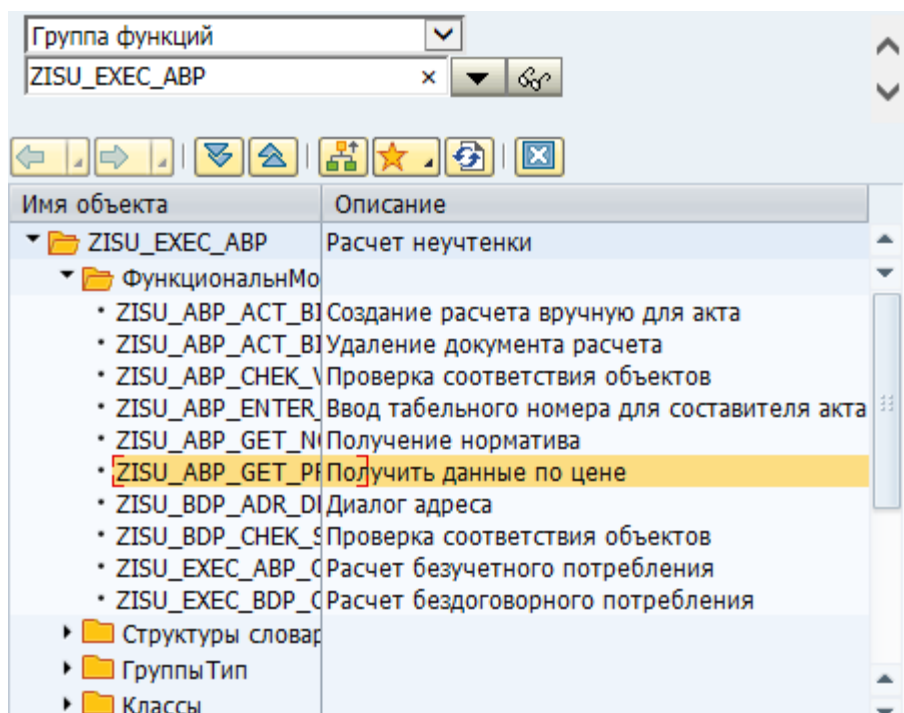 Группа функций
ZISU_EXEC_ABP
Имя объекта Описание
ZISU_EXEC_ABP Расчет неучтенки
ФункциональнМо
ZISU_ABP_ACT_BI Создание расчета вручную для акта
ZISU_ABP_ACT_BI Удаление документа расчета
ZISU_ABP_CHEK_ Проверка соответствия объектов
ZISU_ABP_ENTER_ Ввод табельного номера для составителя акта
ZISU_ABP_GET_N Получение норматива
ZISU_ABP_GET_PR Получить данные по цене
ZISU_BDP_ADR_DI Диалог адреса
ZISU_BDP_CHEK_S Проверка соответствия объектов
ZISU_EXEC_ABP_C Расчет безучетного потребления
ZISU_EXEC_BDP_C Расчет бездоговорного потребления
Структуры словар
ГруппыТип
Классы